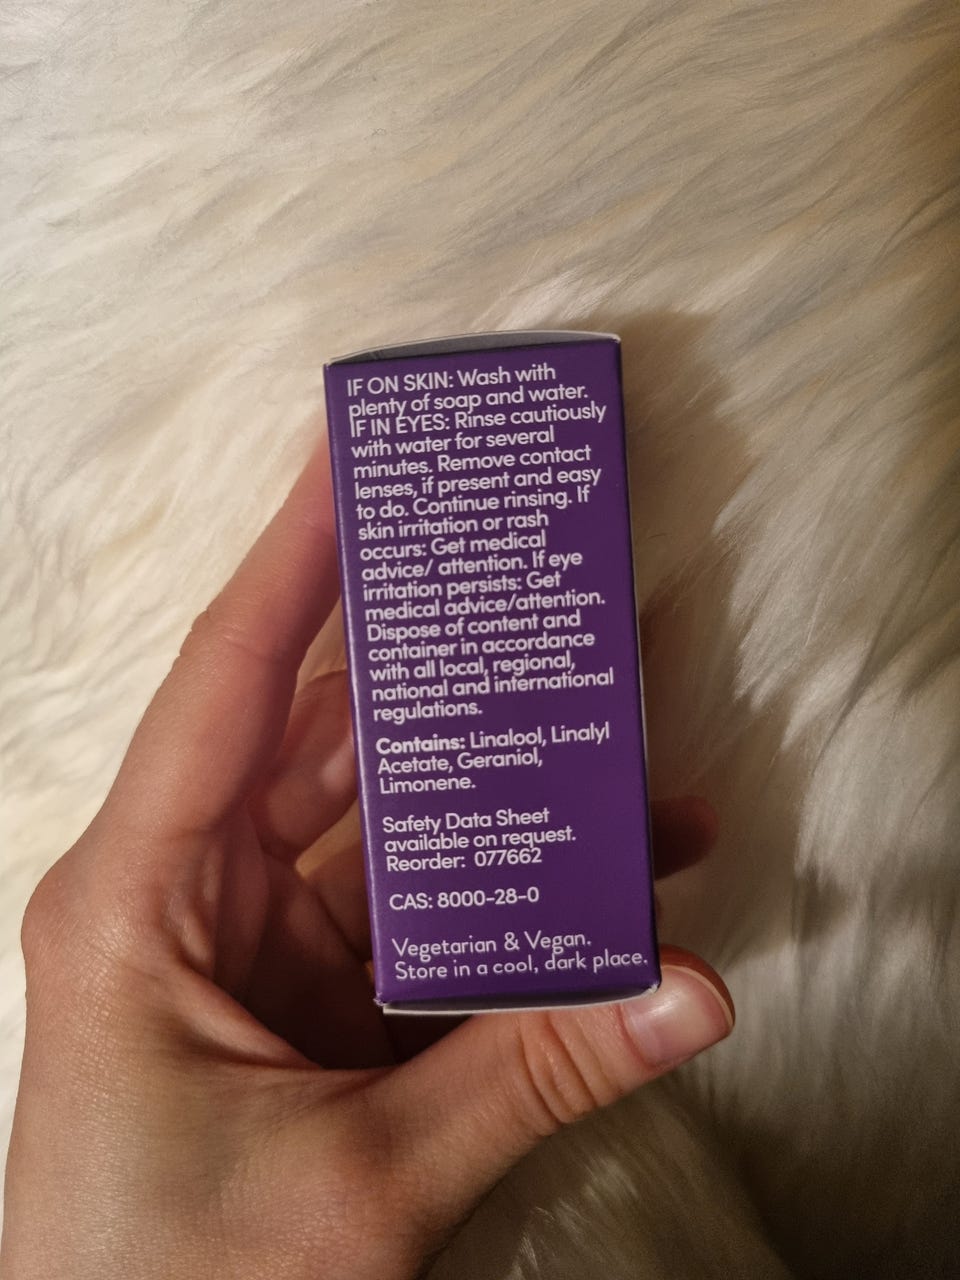 IF ON SKIN: Wash with
plenty of soap and water.
IF IN EYES: Rinse cautiously
with water for several
minutes. Remove contact
lenses, if present and easy
to do. Continue rinsing. If
skin irritation or rash
occurs: Get medical
advice/ attention. If eye
irritation persists: Get
medical advice/attention.
Dispose of content and
container in accordance
with all local, regional,
national and international
regulations.
Contains: Linalool, Linalyl
Acetate, Geraniol,
Limonene.
Safety Data Sheet
available on request.
Reorder: 077662
CAS: 8000-28-0
Vegetarian & Vegan.
Store in a cool, dark place.